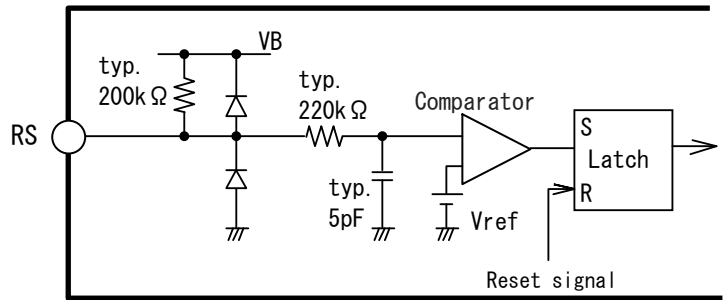 VB
typ.
200kΩ
typ.
220kΩ
Comparator
RS
S
Latch
R
typ.
5pF
Vref
Reset signal